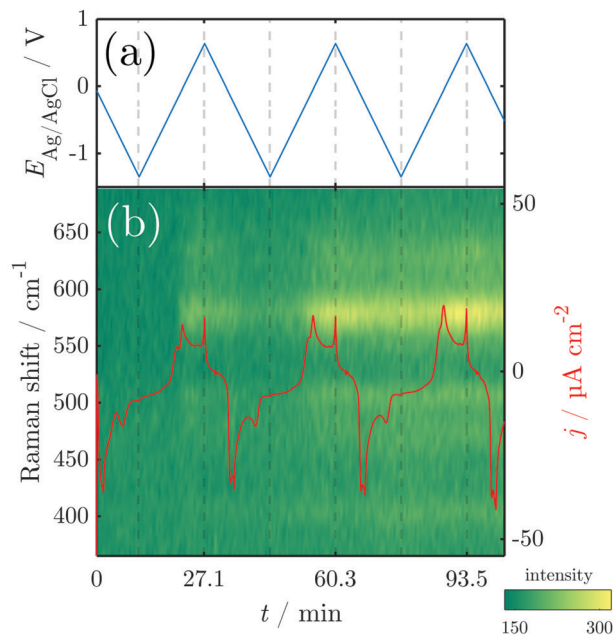 (a)
E Ag/AgCl / V
1
0
-1
(b)
Raman shift / cm-1
650
600
550
500
450
400
50
0
-50
j / µA cm-2
0 27.1 60.3 93.5
t / min
intensity
150 300